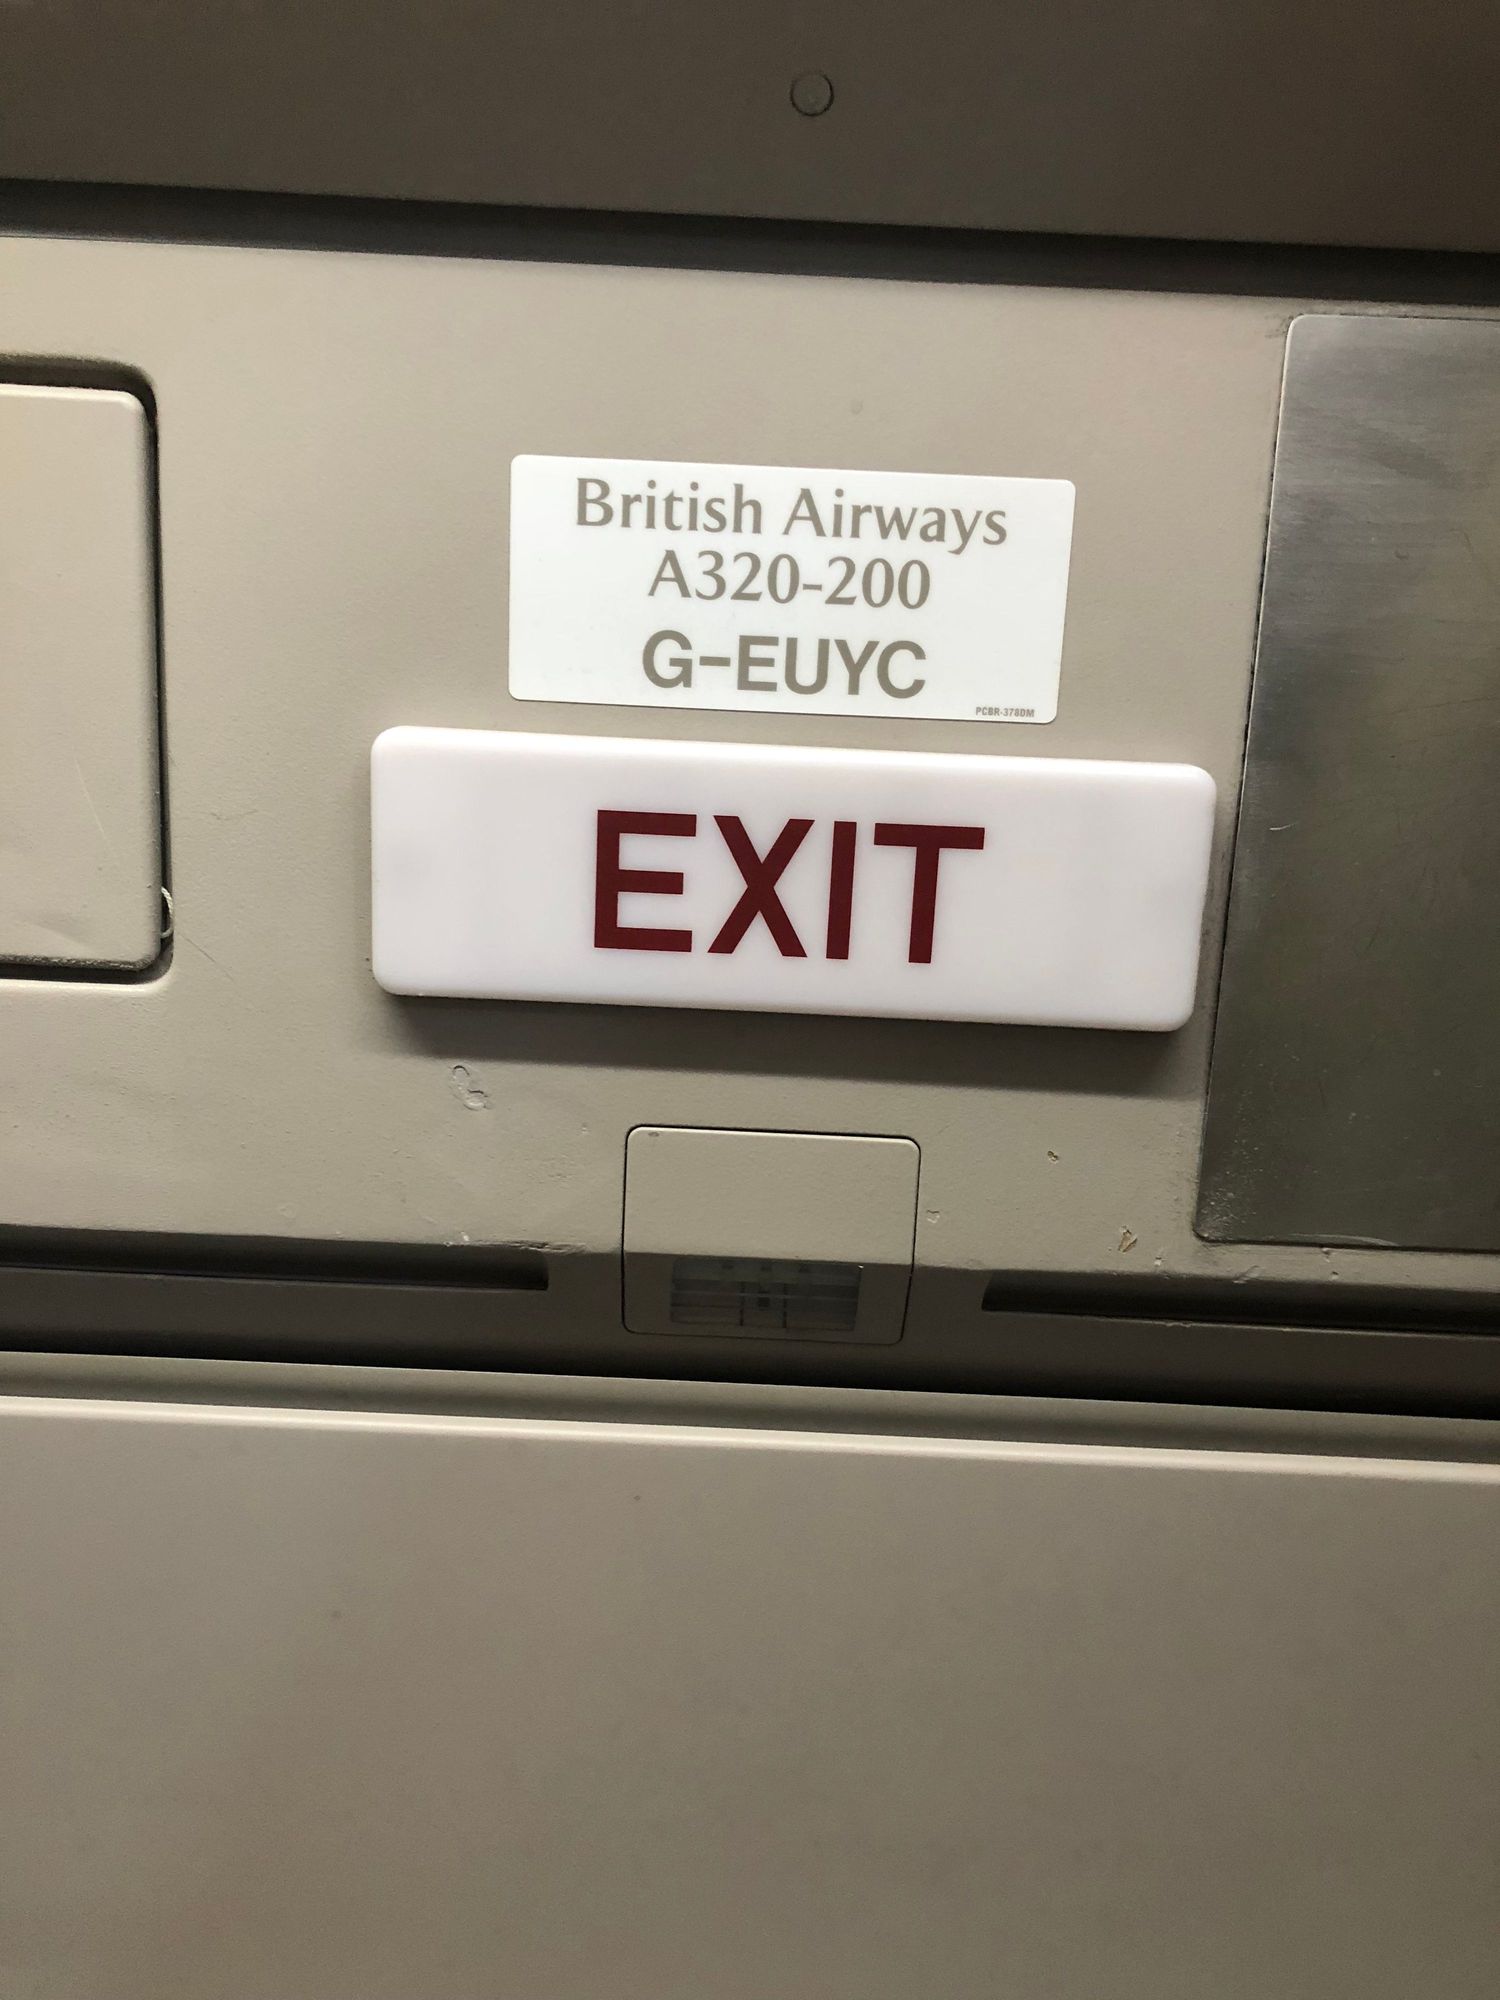 British Airways
A320-200
G-EUYC
PCBR-378DM
EXIT